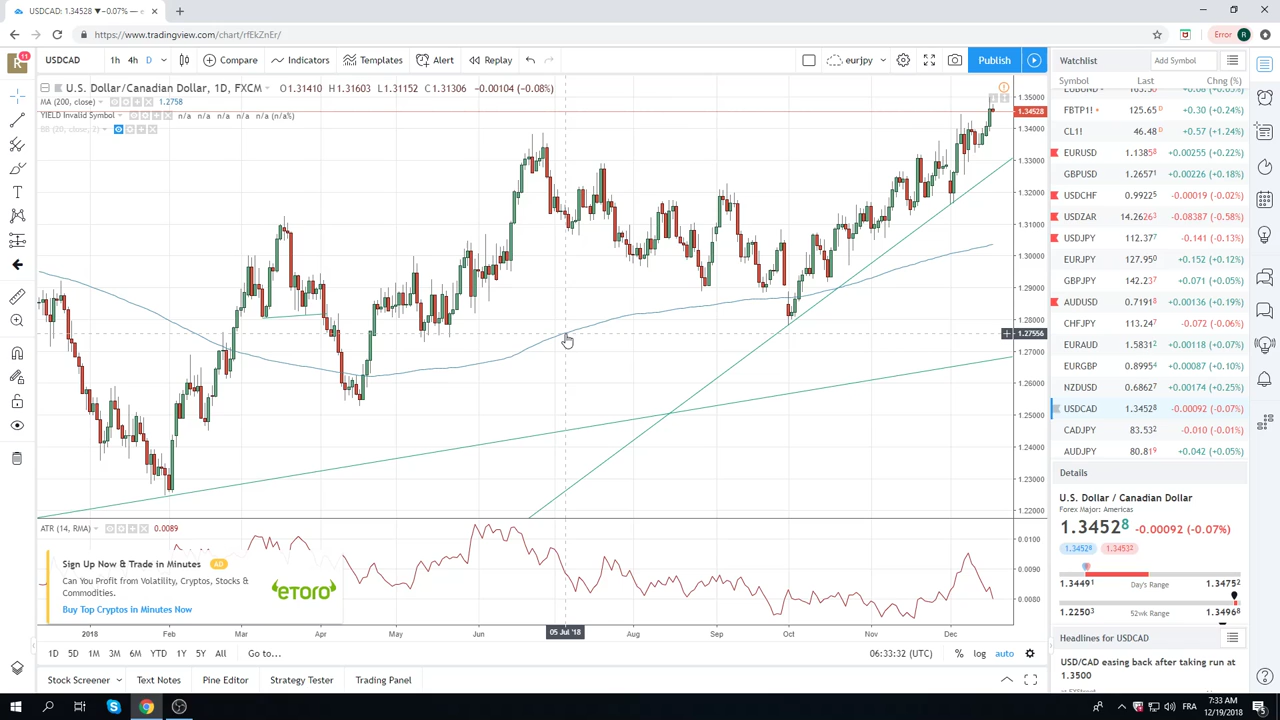 USDCAD: 1.34528 ▼−0.07% —
https://www.tradingview.com/chart/rfEkZnEr/
Error R
R 11
USDCAD 1h 4h D Compare Indicators Templates Alert Replay eurjpy Publish
U.S. Dollar/Canadian Dollar, 1D, FXCM O1.31410 H1.31697 L1.31152 C1.31306 −0.00104 (−0.08%)
MA (200, close) 1.2758
YIELD Invalid Symbol n/a n/a n/a n/a n/a (n/a%)
BB (20, close, 2)
1.35000
1.34528
1.34000
1.33000
1.32000
1.31000
1.30000
1.29000
1.28000
1.27556
1.27000
1.26000
1.25000
1.24000
1.23000
1.22000
ATR (14, RMA) 0.0089
0.0100
0.0090
0.0080
Sign Up Now & Trade in Minutes AD
Can You Profit from Volatility, Cryptos, Stocks &
Commodities.
Buy Top Cryptos in Minutes Now
eToro
2018 Feb Mar Apr May Jun 05 Jul '18 Aug Sep Oct Nov Dec
1D 5D 1M 3M 6M YTD 1Y 5Y All Go to... 06:33:32 (UTC) % log auto
Stock Screener Text Notes Pine Editor Strategy Tester Trading Panel
Watchlist Add Symbol
Symbol Last Chng (%)
FBTP1! 125.65 D +0.30 (+0.24%)
CL1! 46.48 D +0.57 (+1.24%)
EURUSD 1.13858 +0.00255 (+0.22%)
GBPUSD 1.26571 +0.00226 (+0.18%)
USDCHF 0.99225 −0.00019 (−0.02%)
USDZAR 14.26263 −0.08387 (−0.58%)
USDJPY 112.377 −0.141 (−0.13%)
EURJPY 127.950 +0.152 (+0.12%)
GBPJPY 142.237 +0.071 (+0.05%)
AUDUSD 0.71918 +0.00136 (+0.19%)
CHFJPY 113.247 −0.072 (−0.06%)
EURAUD 1.58312 +0.00118 (+0.07%)
EURGBP 0.89954 +0.00087 (+0.10%)
NZDUSD 0.68627 +0.00174 (+0.25%)
USDCAD 1.34528 −0.00092 (−0.07%)
CADJPY 83.532 −0.010 (−0.01%)
AUDJPY 80.819 +0.042 (+0.05%)
Details
U.S. Dollar / Canadian Dollar
Forex Major: Americas
1.34528 −0.00092 (−0.07%)
1.34528 1.34532
1.34491 Day's Range 1.34752
1.22503 52wk Range 1.34968
Headlines for USDCAD
USD/CAD easing back after taking run at
1.3500
7:33 AM
12/19/2018
FRA
5